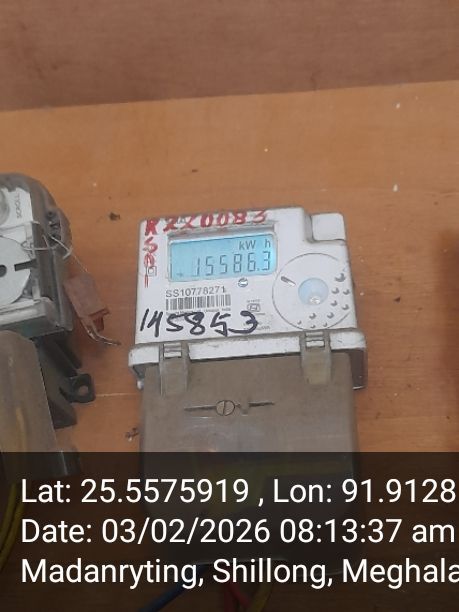 RXX0083
kW h
15586.3
SS10778271
145853
Lat: 25.5575919 , Lon: 91.9128
Date: 03/02/2026 08:13:37 am
Madanryting, Shillong, Meghala